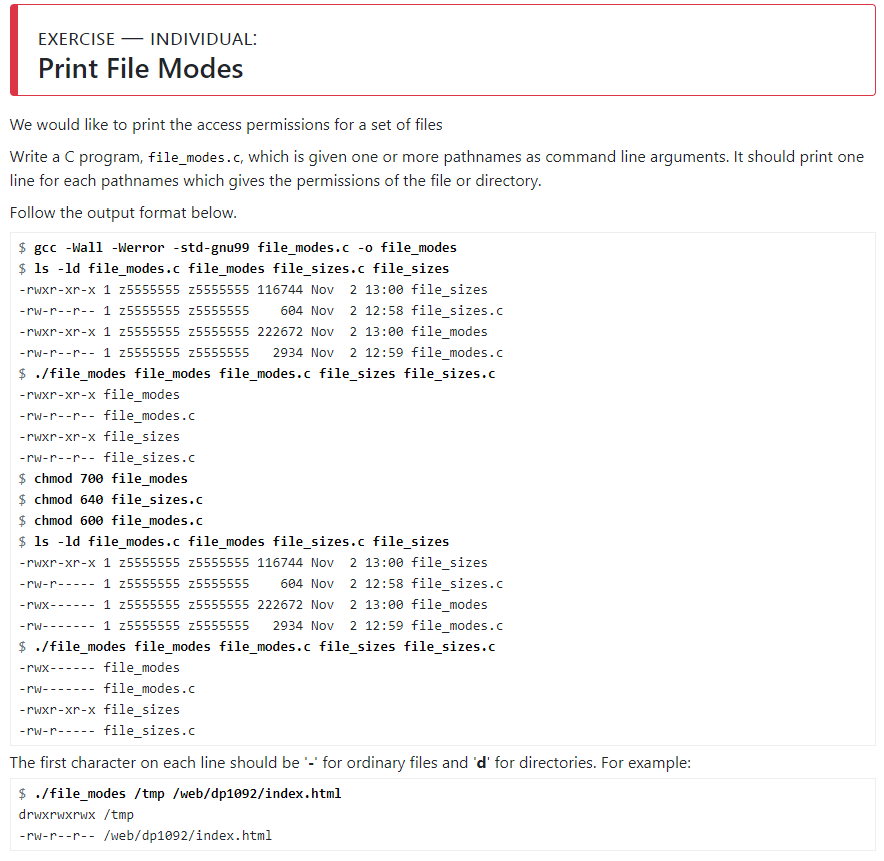 EXERCISE — INDIVIDUAL:
Print File Modes
We would like to print the access permissions for a set of files
Write a C program, file_modes.c, which is given one or more pathnames as command line arguments. It should print one
line for each pathnames which gives the permissions of the file or directory.
Follow the output format below.
$ gcc -Wall -Werror -std-gnu99 file_modes.c -o file_modes
$ ls -ld file_modes.c file_modes file_sizes.c file_sizes
-rwxr-xr-x 1 z5555555 z5555555 116744 Nov  2 13:00 file_sizes
-rw-r--r-- 1 z5555555 z5555555    604 Nov  2 12:58 file_sizes.c
-rwxr-xr-x 1 z5555555 z5555555 222672 Nov  2 13:00 file_modes
-rw-r--r-- 1 z5555555 z5555555   2934 Nov  2 12:59 file_modes.c
$ ./file_modes file_modes file_modes.c file_sizes file_sizes.c
-rwxr-xr-x file_modes
-rw-r--r-- file_modes.c
-rwxr-xr-x file_sizes
-rw-r--r-- file_sizes.c
$ chmod 700 file_modes
$ chmod 640 file_sizes.c
$ chmod 600 file_modes.c
$ ls -ld file_modes.c file_modes file_sizes.c file_sizes
-rwxr-xr-x 1 z5555555 z5555555 116744 Nov  2 13:00 file_sizes
-rw-r----- 1 z5555555 z5555555    604 Nov  2 12:58 file_sizes.c
-rwx------ 1 z5555555 z5555555 222672 Nov  2 13:00 file_modes
-rw------- 1 z5555555 z5555555   2934 Nov  2 12:59 file_modes.c
$ ./file_modes file_modes file_modes.c file_sizes file_sizes.c
-rwx------ file_modes
-rw------- file_modes.c
-rwxr-xr-x file_sizes
-rw-r----- file_sizes.c
The first character on each line should be '-' for ordinary files and 'd' for directories. For example:
$ ./file_modes /tmp /web/dp1092/index.html
drwxrwxrwx /tmp
-rw-r--r-- /web/dp1092/index.html